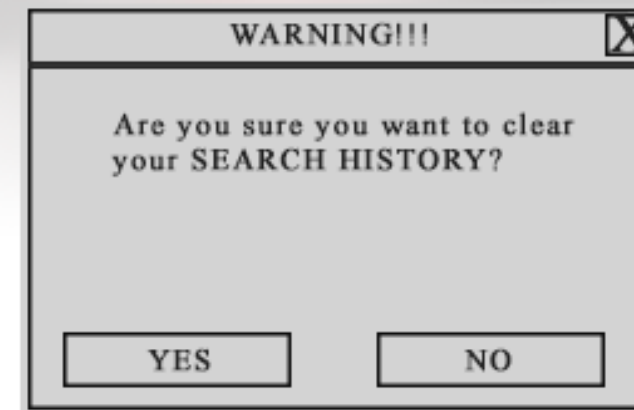 WARNING!!!
X
Are you sure you want to clear
your SEARCH HISTORY?
YES
NO